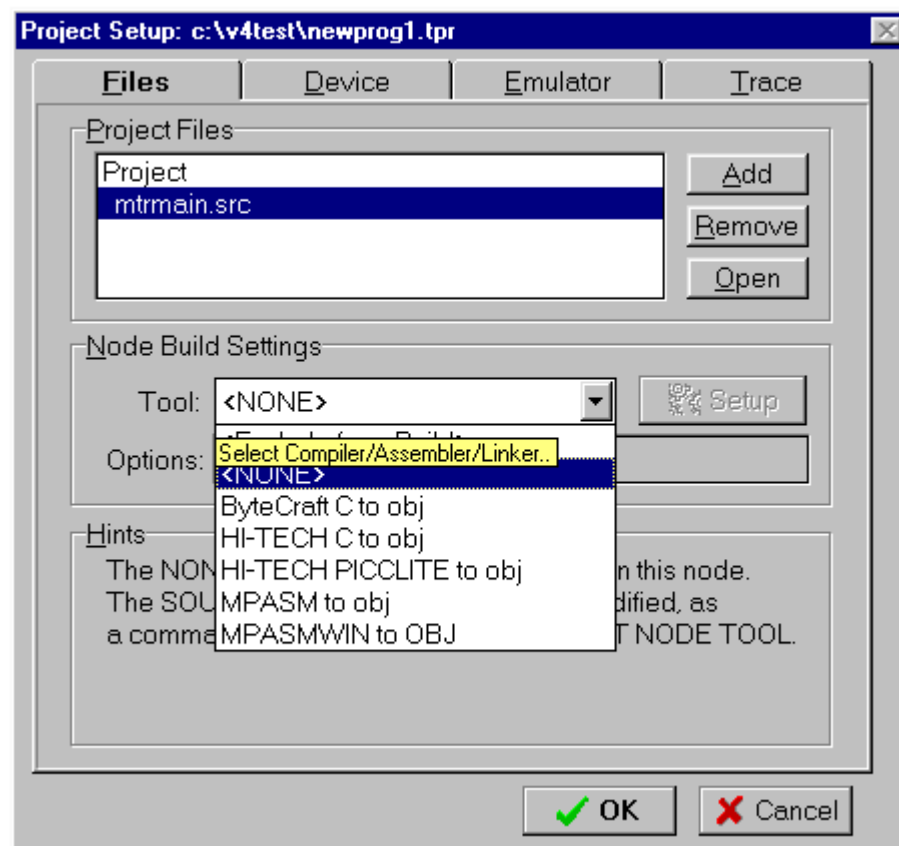 Project Setup: c:\v4test\newprog1.tpr
Files Device Emulator Trace
Project Files
Project
mtrmain.src
Add
Remove
Open
Node Build Settings
Tool: <NONE>
Setup
Options:
Select Compiler/Assembler/Linker..
<NONE>
ByteCraft C to obj
HI-TECH C to obj
HI-TECH PICCLITE to obj
MPASM to obj
MPASMWIN to OBJ
Hints
The NON n this node.
The SOU dified, as
a comma T NODE TOOL.
OK Cancel